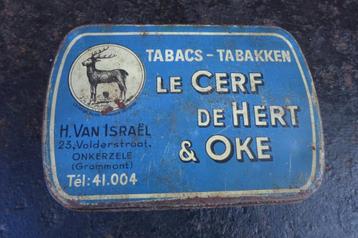 TABACS - TABAKKEN
LE CERF
DE HERT
& OKE
H. VAN ISRAËL
23, Volderstraat,
ONKERZELE
(Grammont)
Tél: 41.004